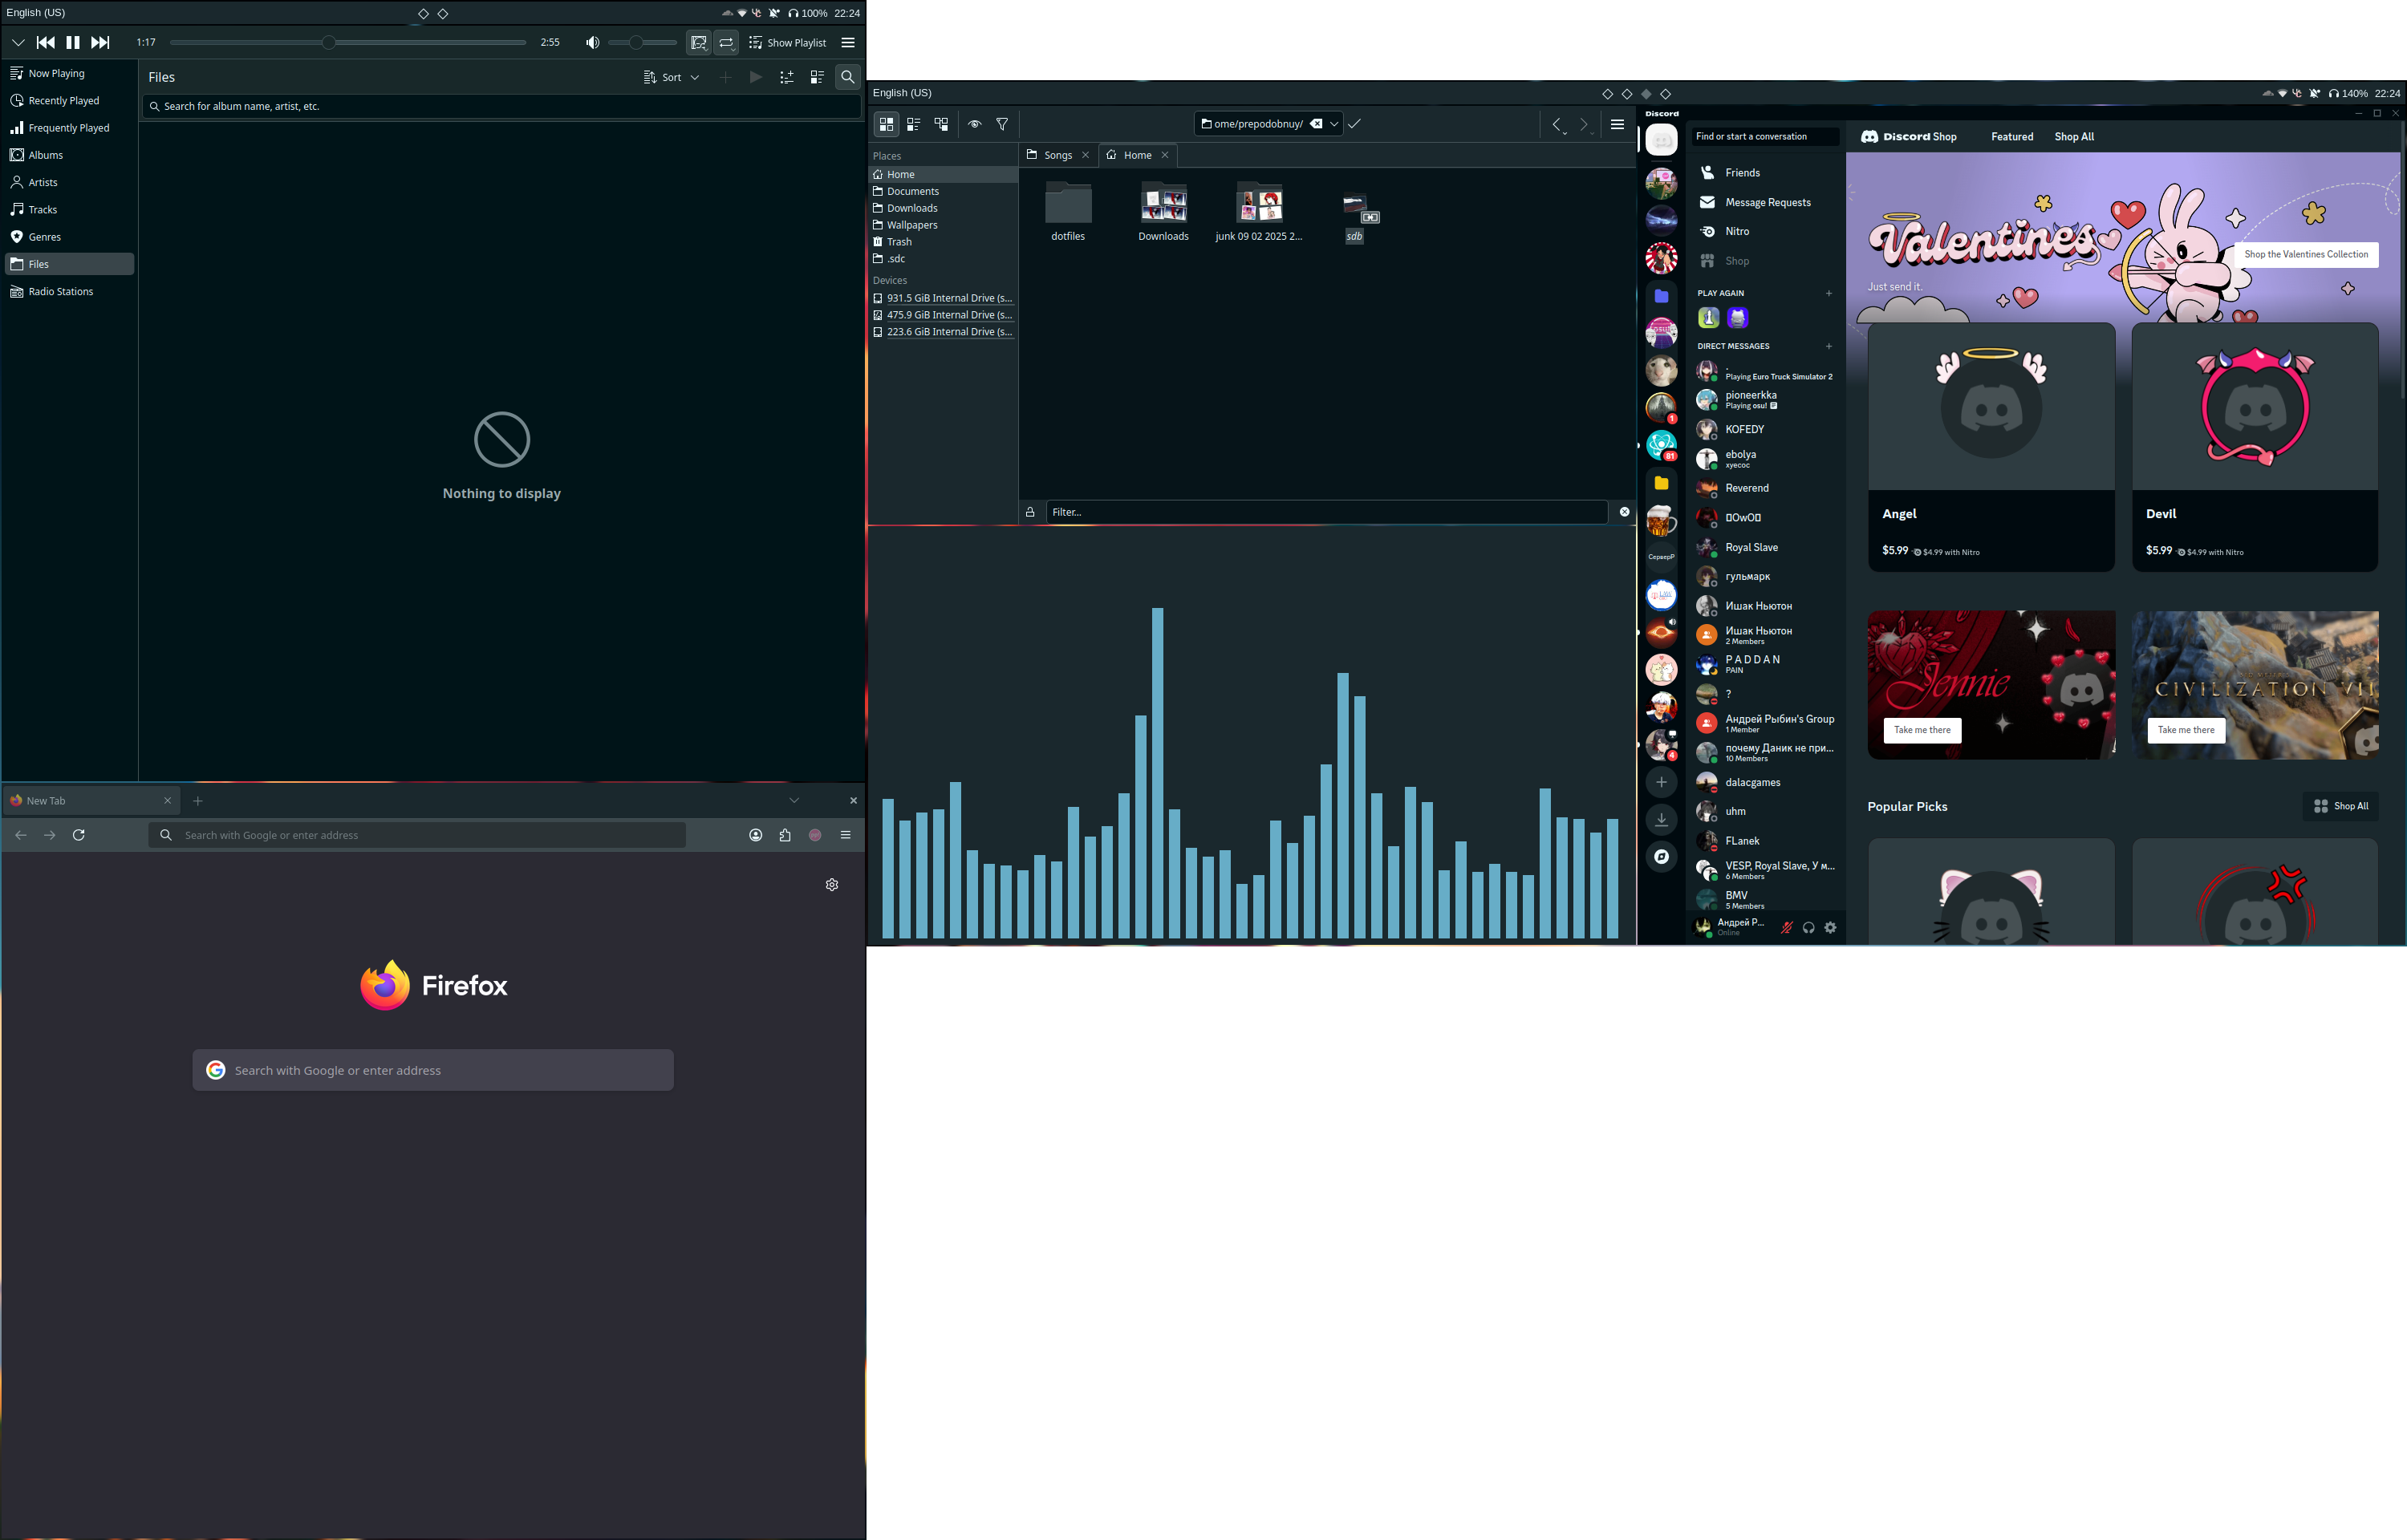 English (US)
100% 22:24
1:17
2:55
Show Playlist
Now Playing
Recently Played
Frequently Played
Albums
Artists
Tracks
Genres
Files
Radio Stations
Files
Sort
Search for album name, artist, etc.
Nothing to display
New Tab
Search with Google or enter address
Firefox
Search with Google or enter address
English (US)
140% 22:24
ome/prepodobnuy/
Places
Home
Documents
Downloads
Wallpapers
Trash
.sdc
Devices
931.5 GiB Internal Drive (s...
475.9 GiB Internal Drive (s...
223.6 GiB Internal Drive (s...
Songs
Home
dotfiles
Downloads
junk 09 02 2025 2...
sdb
Filter...
Discord
1
81
СерверР
4
Find or start a conversation
Friends
Message Requests
Nitro
Shop
PLAY AGAIN
DIRECT MESSAGES
.
Playing Euro Truck Simulator 2
pioneerkka
Playing osu!
KOFEDY
ebolya
xyecoc
Reverend
▯OwO▯
Royal Slave
гульмарк
Ишак Ньютон
Ишак Ньютон
2 Members
P A D D A N
PAIN
?
Андрей Рыбин's Group
1 Member
почему Даник не при...
10 Members
dalacgames
uhm
FLanek
VESP, Royal Slave, У м...
6 Members
BMV
5 Members
Андрей Р...
Online
Discord Shop
Featured
Shop All
Valentines
Shop the Valentines Collection
Just send it.
Angel
$5.99 $4.99 with Nitro
Devil
$5.99 $4.99 with Nitro
Jennie
Take me there
CIVILIZATION VII
Take me there
Popular Picks
Shop All